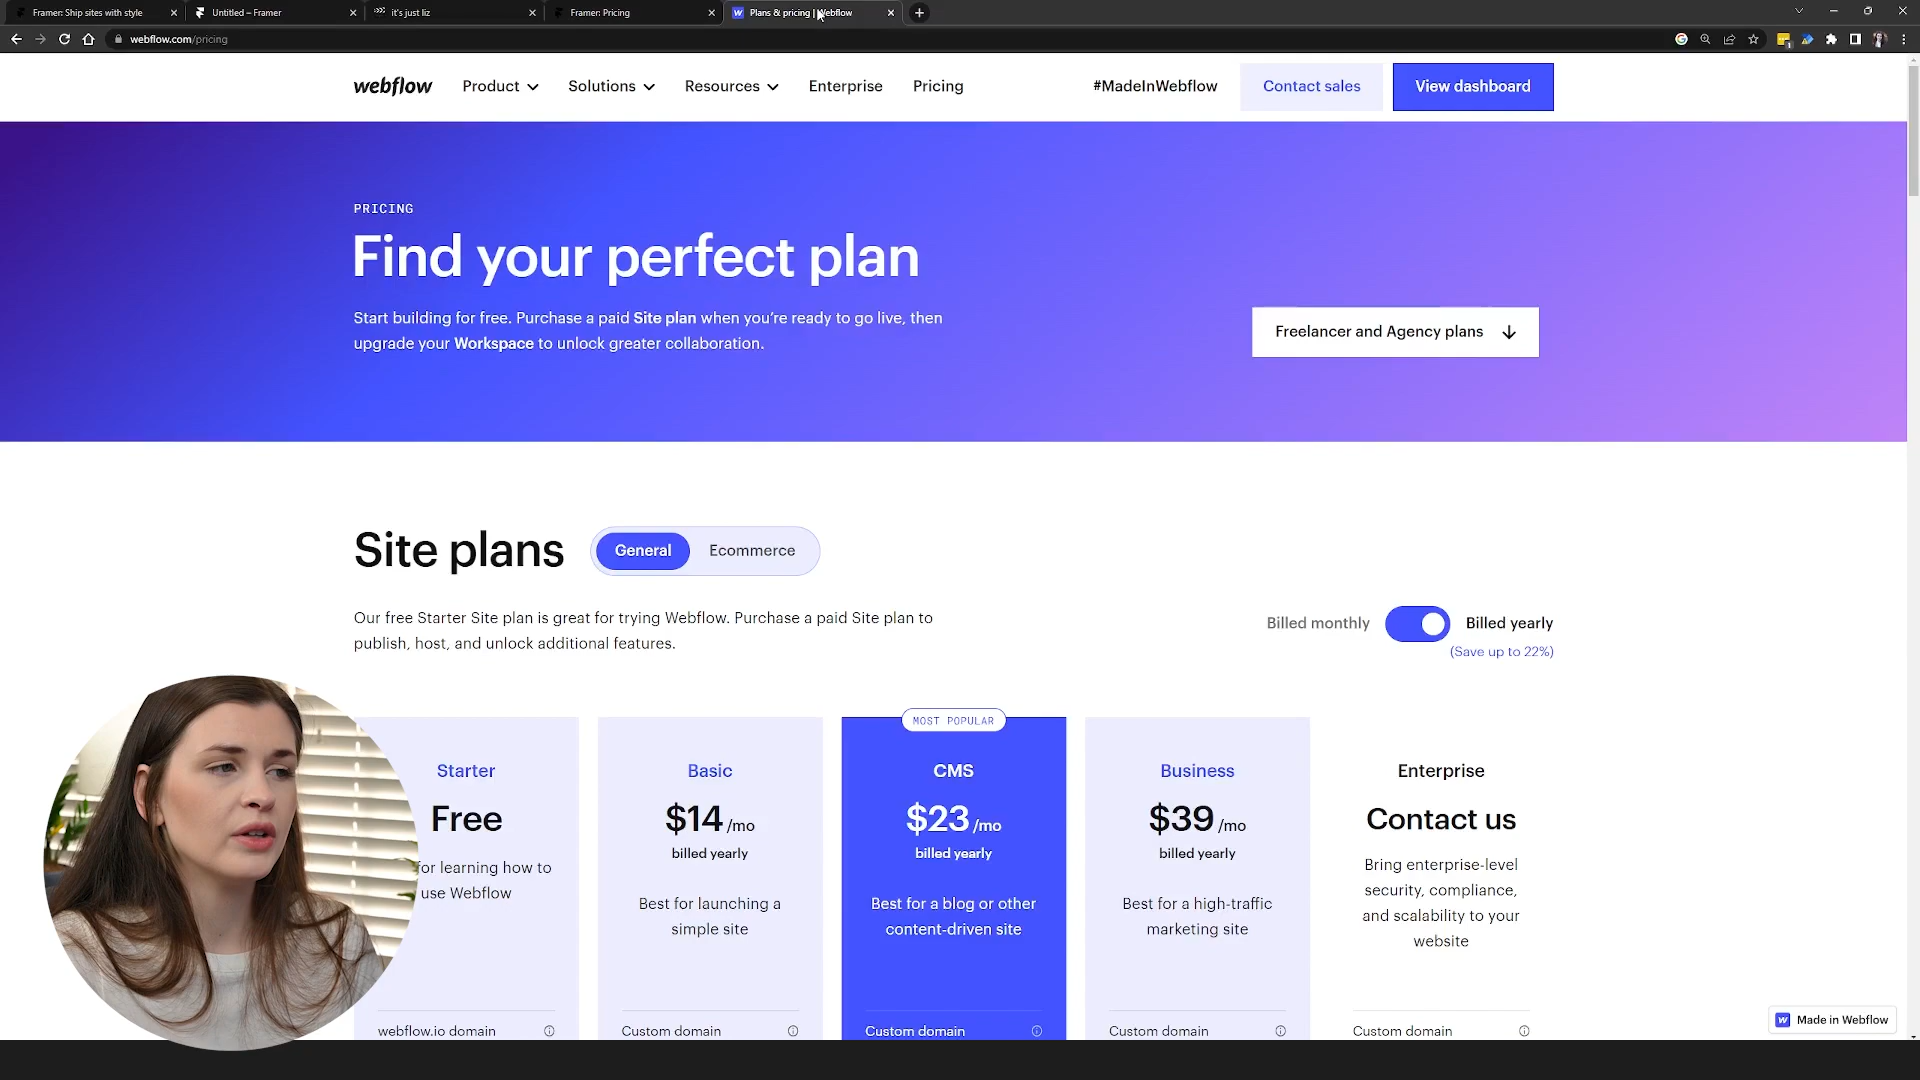 Framer: Ship sites with style
Untitled – Framer
it's just liz
Framer: Pricing
Plans & pricing | Webflow
webflow.com/pricing
webflow
Product
Solutions
Resources
Enterprise
Pricing
#MadeInWebflow
Contact sales
View dashboard
PRICING
Find your perfect plan
Start building for free. Purchase a paid Site plan when you're ready to go live, then
upgrade your Workspace to unlock greater collaboration.
Freelancer and Agency plans
Site plans
General
Ecommerce
Our free Starter Site plan is great for trying Webflow. Purchase a paid Site plan to
publish, host, and unlock additional features.
Billed monthly
Billed yearly
(Save up to 22%)
Starter
Free
for learning how to
use Webflow
webflow.io domain
Basic
$14 /mo
billed yearly
Best for launching a
simple site
Custom domain
MOST POPULAR
CMS
$23 /mo
billed yearly
Best for a blog or other
content-driven site
Custom domain
Business
$39 /mo
billed yearly
Best for a high-traffic
marketing site
Custom domain
Enterprise
Contact us
Bring enterprise-level
security, compliance,
and scalability to your
website
Custom domain
Made in Webflow